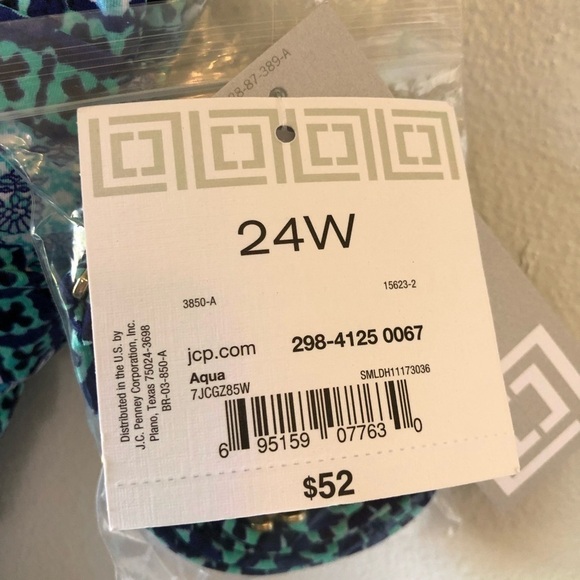 28-87-389-A
24W
3850-A
15623-2
Distributed in the U.S. by
J.C. Penney Corporation, Inc.
Plano, Texas 75024-3698
BR-03-850-A
jcp.com
298-4125 0067
Aqua
7JCGZ85W
SMLDH11173036
6 95159 07763 0
$52